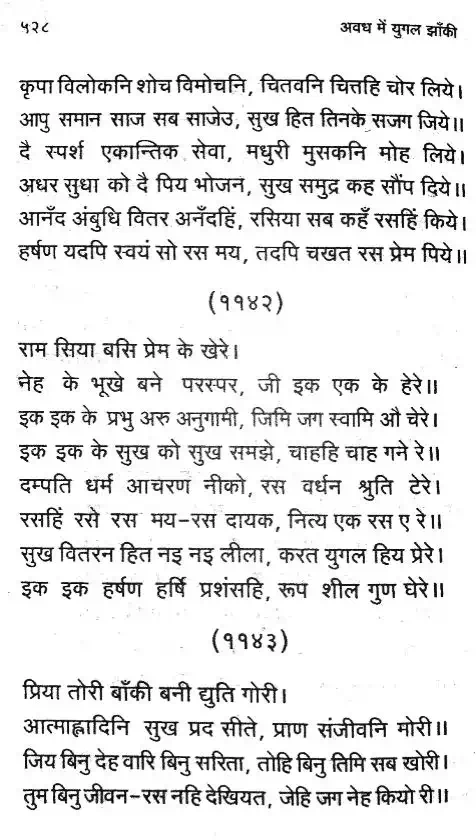 ५२८
अवध में युगल झाँकी
कृपा विलोकनि शोच विमोचनि, चितवनि चित्तहि चोर लिये।
आपु समान साज सब साजेउ, सुख हित तिनके सजग जिये॥
दै स्पर्श एकान्तिक सेवा, मधुरी मुसकनि मोह लिये।
अधर सुधा को दै पिय भोजन, सुख समुद्र कह सौंप दिये॥
आनँद अंबुधि वितर अनँदहिं, रसिया सब कहँ रसहिं किये।
हर्षण यदपि स्वयं सो रस मय, तदपि चखत रस प्रेम पिये॥
(११४२)
राम सिया बसि प्रेम के खेरे।
नेह के भूखे बने परस्पर, जी इक एक के हेरे॥
इक इक के प्रभु अरु अनुगामी, जिमि जग स्वामि औ चेरे।
इक इक के सुख को सुख समझे, चाहहि चाह गने रे॥
दम्पति धर्म आचरण नीको, रस वर्धन श्रुति टेरे।
रसहिं रसे रस मय-रस दायक, नित्य एक रस ए रे॥
सुख वितरन हित नइ नइ लीला, करत युगल हिय प्रेरे।
इक इक हर्षण हर्षि प्रशंसहि, रूप शील गुण घेरे॥
(११४३)
प्रिया तोरी बाँकी बनी द्युति गोरी।
आत्माह्लादिनि सुख प्रद सीते, प्राण संजीवनि मोरी॥
जिय बिनु देह वारि बिनु सरिता, तोहि बिनु तिमि सब खोरी।
तुम बिनु जीवन-रस नहि देखियत, जेहि जग नेह कियो री॥